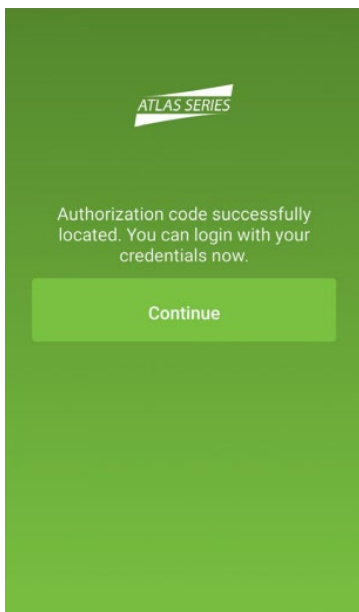 ATLAS SERIES
Authorization code successfully
located. You can login with your
credentials now.
Continue